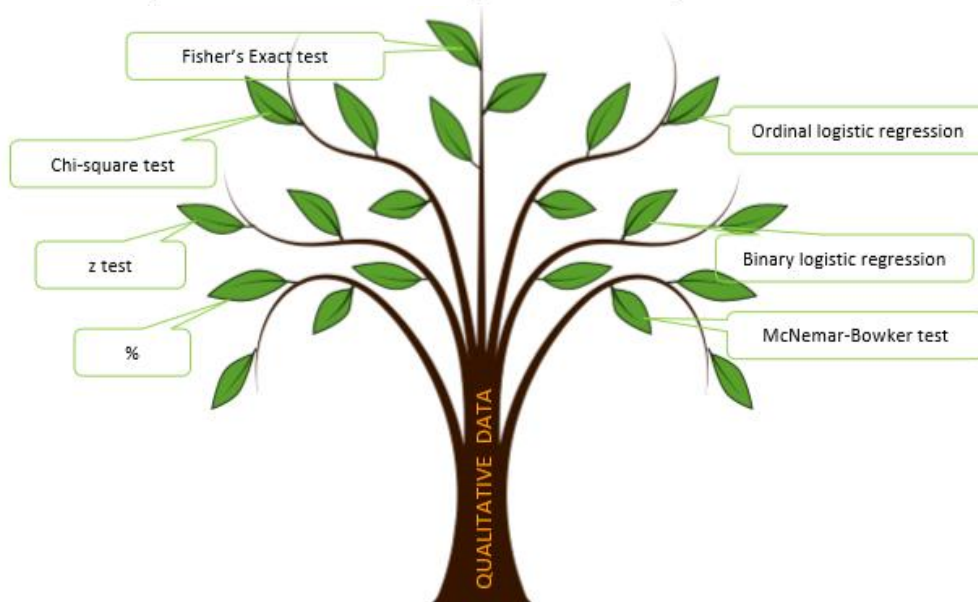 Fisher's Exact test
Chi-square test
z test
%
Ordinal logistic regression
Binary logistic regression
McNemar-Bowker test
QUALITATIVE DATA